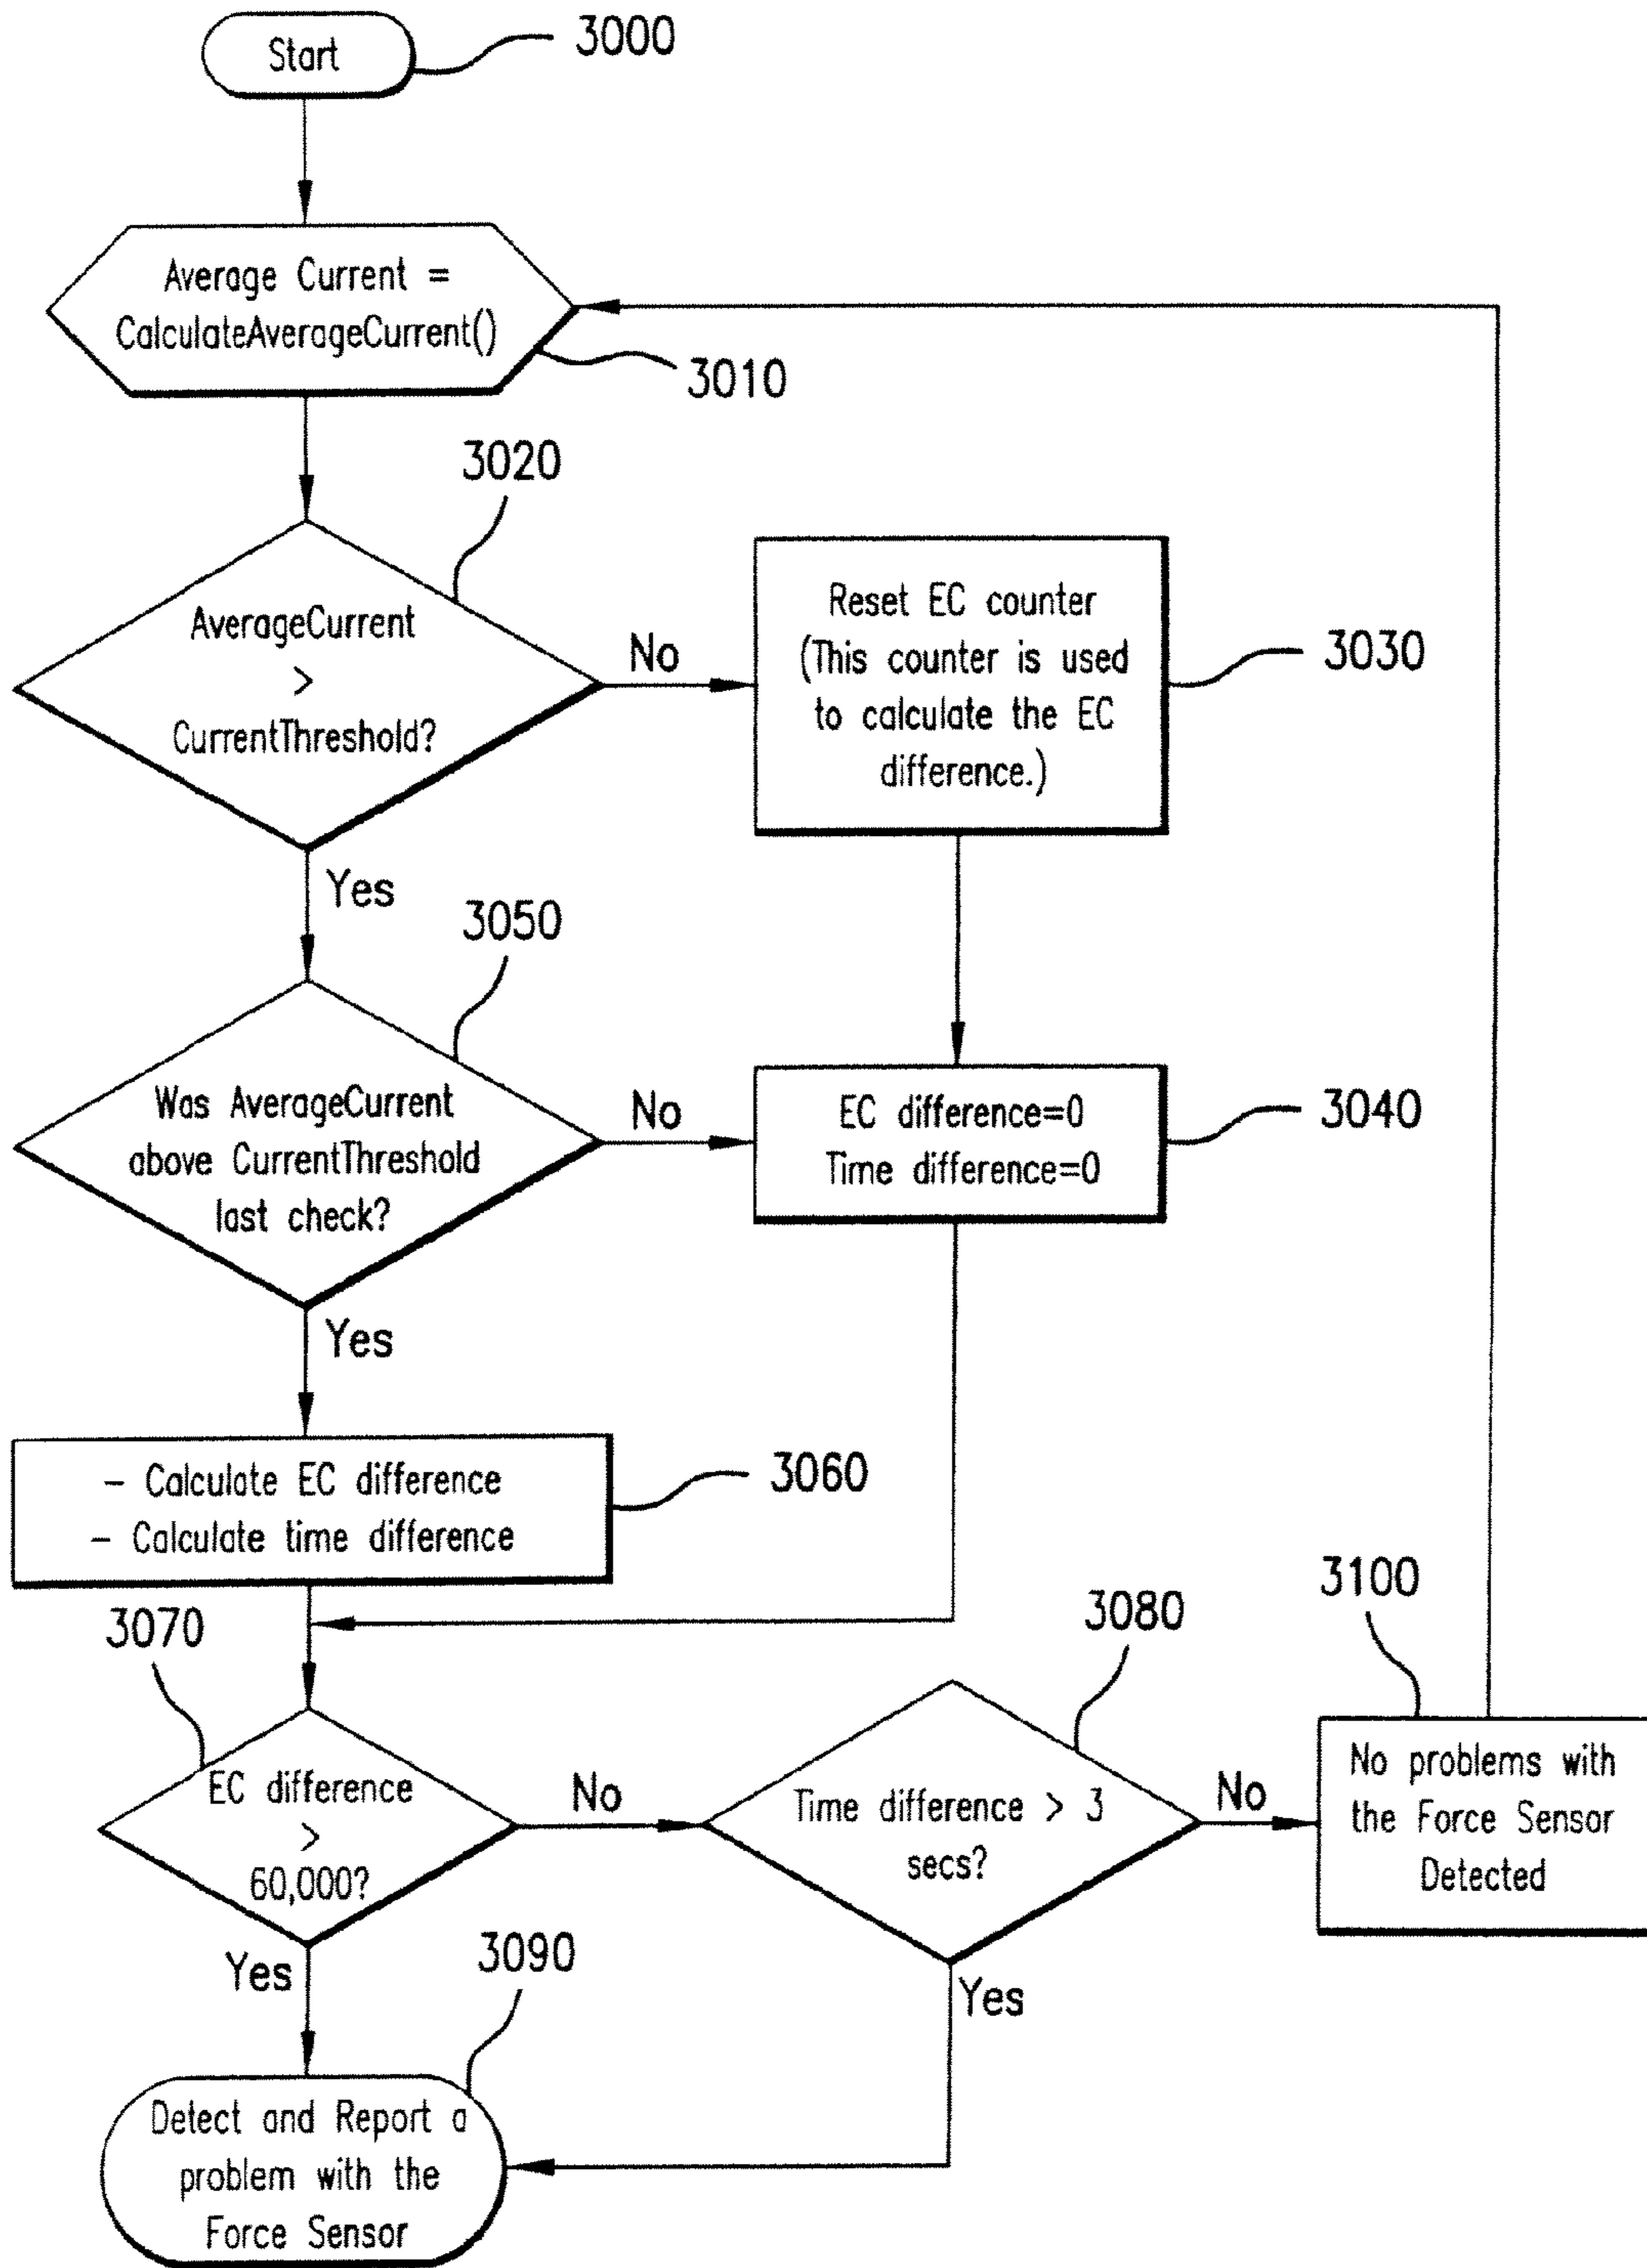 Start
3000
Average Current =
CalculateAverageCurrent()
3010
3020
AverageCurrent
>
CurrentThreshold?
No
Reset EC counter
(This counter is used
to calculate the EC
difference.)
3030
Yes
3050
Was AverageCurrent
above CurrentThreshold
last check?
No
EC difference=0
Time difference=0
3040
Yes
- Calculate EC difference
- Calculate time difference
3060
3070
EC difference
>
60,000?
No
3080
Time difference > 3
secs?
No
3100
No problems with
the Force Sensor
Detected
Yes
3090
Yes
Detect and Report a
problem with the
Force Sensor